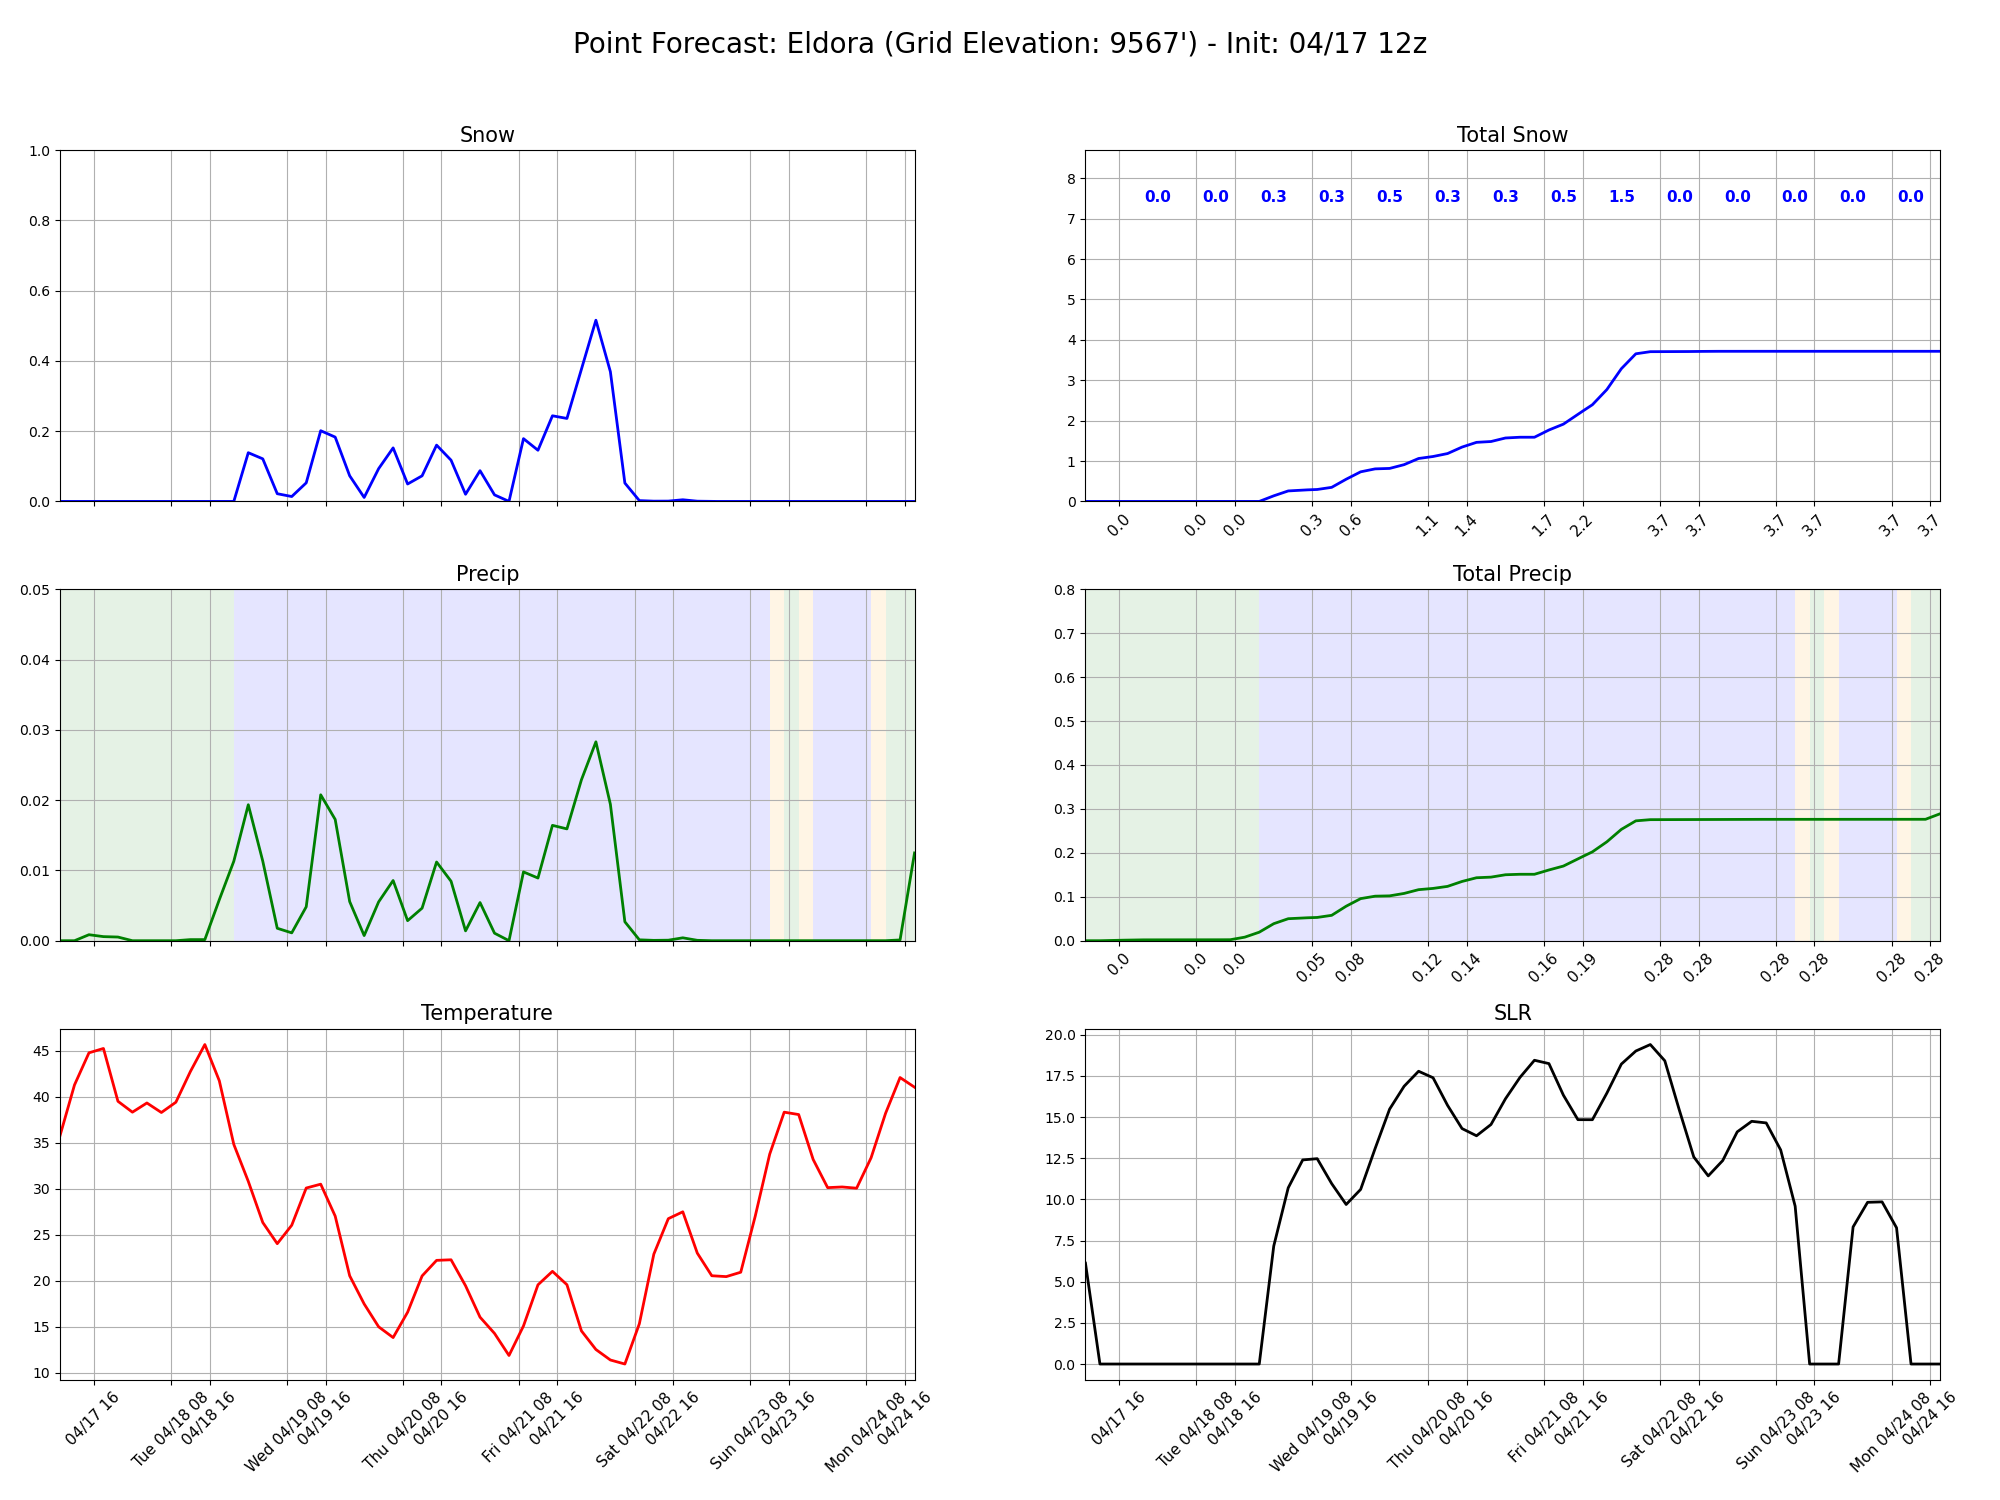 Point Forecast: Eldora (Grid Elevation: 9567') - Init: 04/17 12z
Snow
1.0
0.8
0.6
0.4
0.2
0.0
Total Snow
8
7
6
5
4
3
2
1
0
0.0 0.0 0.3 0.3 0.5 0.3 0.3 0.5 1.5 0.0 0.0 0.0 0.0 0.0
0.0 0.0 0.0 0.3 0.6 1.1 1.4 1.7 2.2 3.7 3.7 3.7 3.7 3.7 3.7
Precip
0.05
0.04
0.03
0.02
0.01
0.00
Total Precip
0.8
0.7
0.6
0.5
0.4
0.3
0.2
0.1
0.0
0.0 0.0 0.0 0.05 0.08 0.12 0.14 0.16 0.19 0.28 0.28 0.28 0.28 0.28 0.28
Temperature
45
40
35
30
25
20
15
10
04/17 16
Tue 04/18 08
04/18 16
Wed 04/19 08
04/19 16
Thu 04/20 08
04/20 16
Fri 04/21 08
04/21 16
Sat 04/22 08
04/22 16
Sun 04/23 08
04/23 16
Mon 04/24 08
04/24 16
SLR
20.0
17.5
15.0
12.5
10.0
7.5
5.0
2.5
0.0
04/17 16
Tue 04/18 08
04/18 16
Wed 04/19 08
04/19 16
Thu 04/20 08
04/20 16
Fri 04/21 08
04/21 16
Sat 04/22 08
04/22 16
Sun 04/23 08
04/23 16
Mon 04/24 08
04/24 16